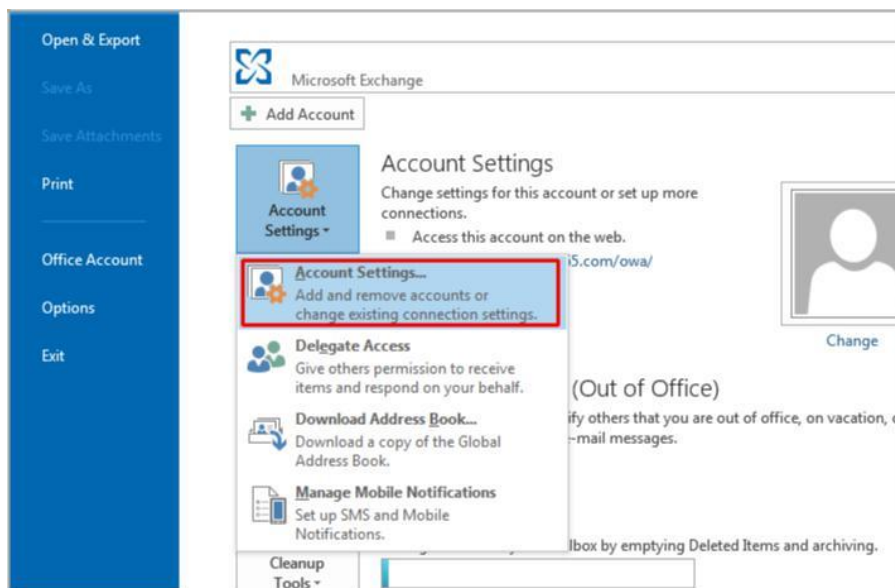 Open & Export
Save As
Save Attachments
Print
Office Account
Options
Exit
Microsoft Exchange
Add Account
Account
Settings
Account Settings
Change settings for this account or set up more
connections.
Access this account on the web.
5.com/owa/
Account Settings...
Add and remove accounts or
change existing connection settings.
Delegate Access
Give others permission to receive
items and respond on your behalf.
Download Address Book...
Download a copy of the Global
Address Book.
Manage Mobile Notifications
Set up SMS and Mobile
Notifications.
Change
(Out of Office)
ify others that you are out of office, on vacation,
e-mail messages.
lbox by emptying Deleted Items and archiving.
Cleanup
Tools